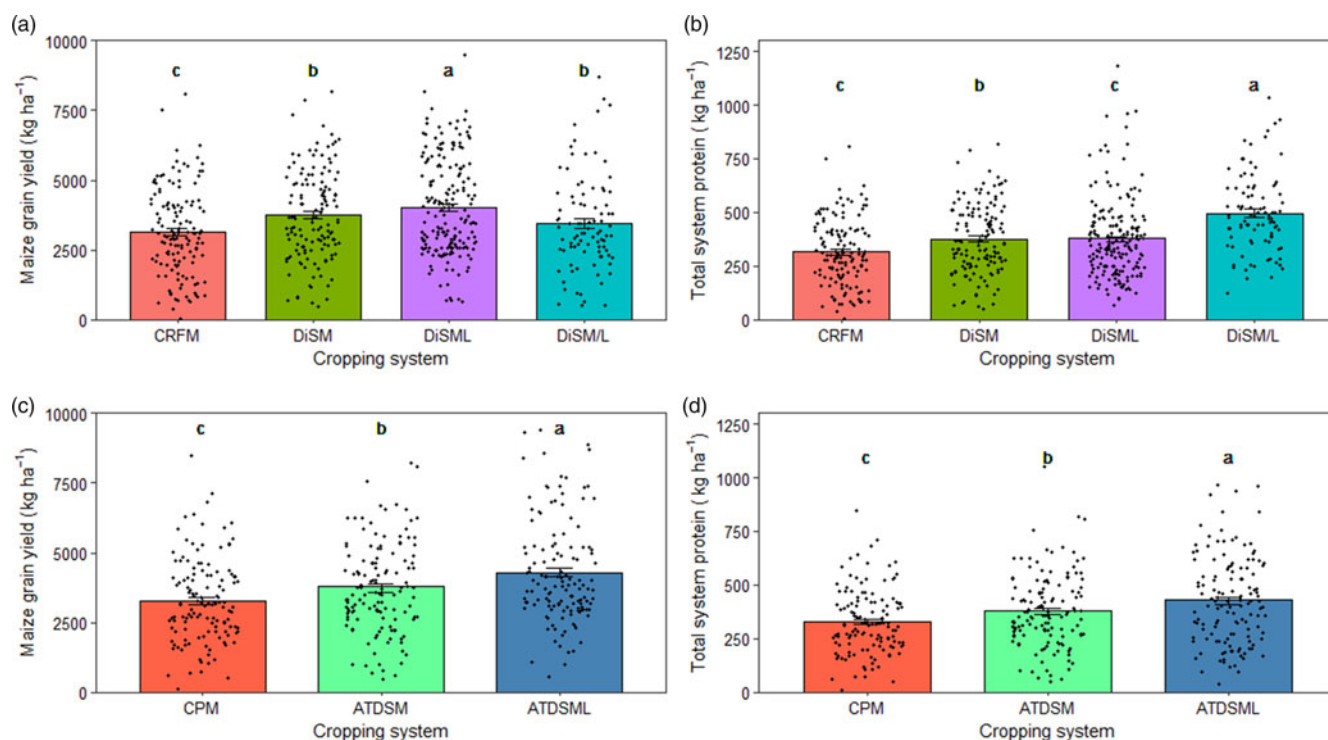 (a)
Maize grain yield (kg ha⁻¹)
10000
7500
5000
2500
0
c b a b
CRFM DiSM DiSML DiSM/L
Cropping system
(b)
Total system protein ( kg ha⁻¹)
1250
1000
750
500
250
0
c b c a
CRFM DiSM DiSML DiSM/L
Cropping system
(c)
Maize grain yield (kg ha⁻¹)
10000
7500
5000
2500
0
c b a
CPM ATDSM ATDSML
Cropping system
(d)
Total system protein ( kg ha⁻¹)
1250
1000
750
500
250
0
c b a
CPM ATDSM ATDSML
Cropping system